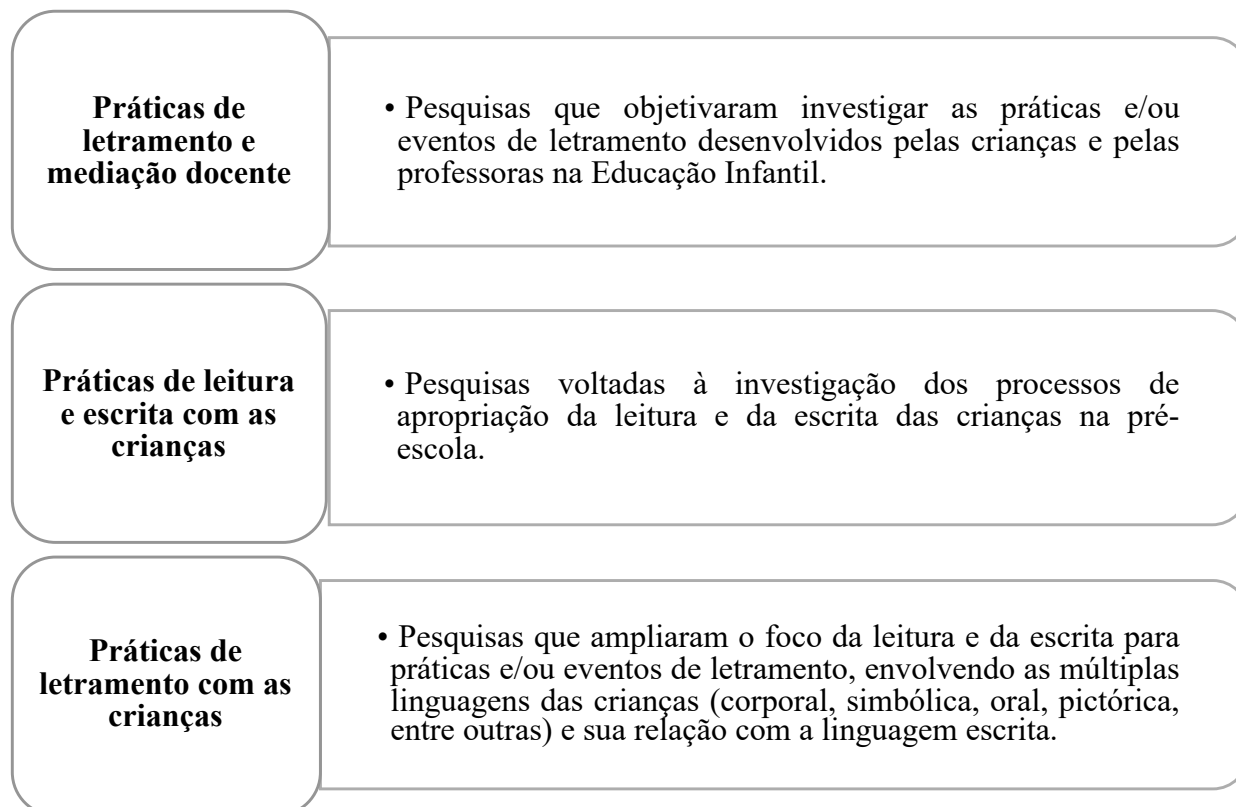 Práticas de
letramento e
mediação docente
• Pesquisas que objetivaram investigar as práticas e/ou
eventos de letramento desenvolvidos pelas crianças e pelas
professoras na Educação Infantil.
Práticas de leitura
e escrita com as
crianças
• Pesquisas voltadas à investigação dos processos de
apropriação da leitura e da escrita das crianças na pré-
escola.
Práticas de
letramento com as
crianças
• Pesquisas que ampliaram o foco da leitura e da escrita para
práticas e/ou eventos de letramento, envolvendo as múltiplas
linguagens das crianças (corporal, simbólica, oral, pictórica,
entre outras) e sua relação com a linguagem escrita.